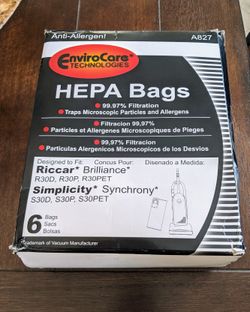 Anti-Allergen!
A827
EnviroCare
TECHNOLOGIES
HEPA Bags
• 99.97% Filtration
• Traps Microscopic Particles and Allergens
• Filtracion 99,97%
• Particles et Allergenes Microscopiques de Pieges
• 99.97% Filtracion
• Particulas Alergenicos Microscopicos de los Desvios
Designed to Fit: Concus Pour: Disenado a Medida:
Riccar* Brilliance*
R30D, R30P, R30PET
Simplicity* Synchrony*
S30D, S30P, S30PET
6 Bags
Sacs
Bolsas
*Trademark of Vacuum Manufacturer